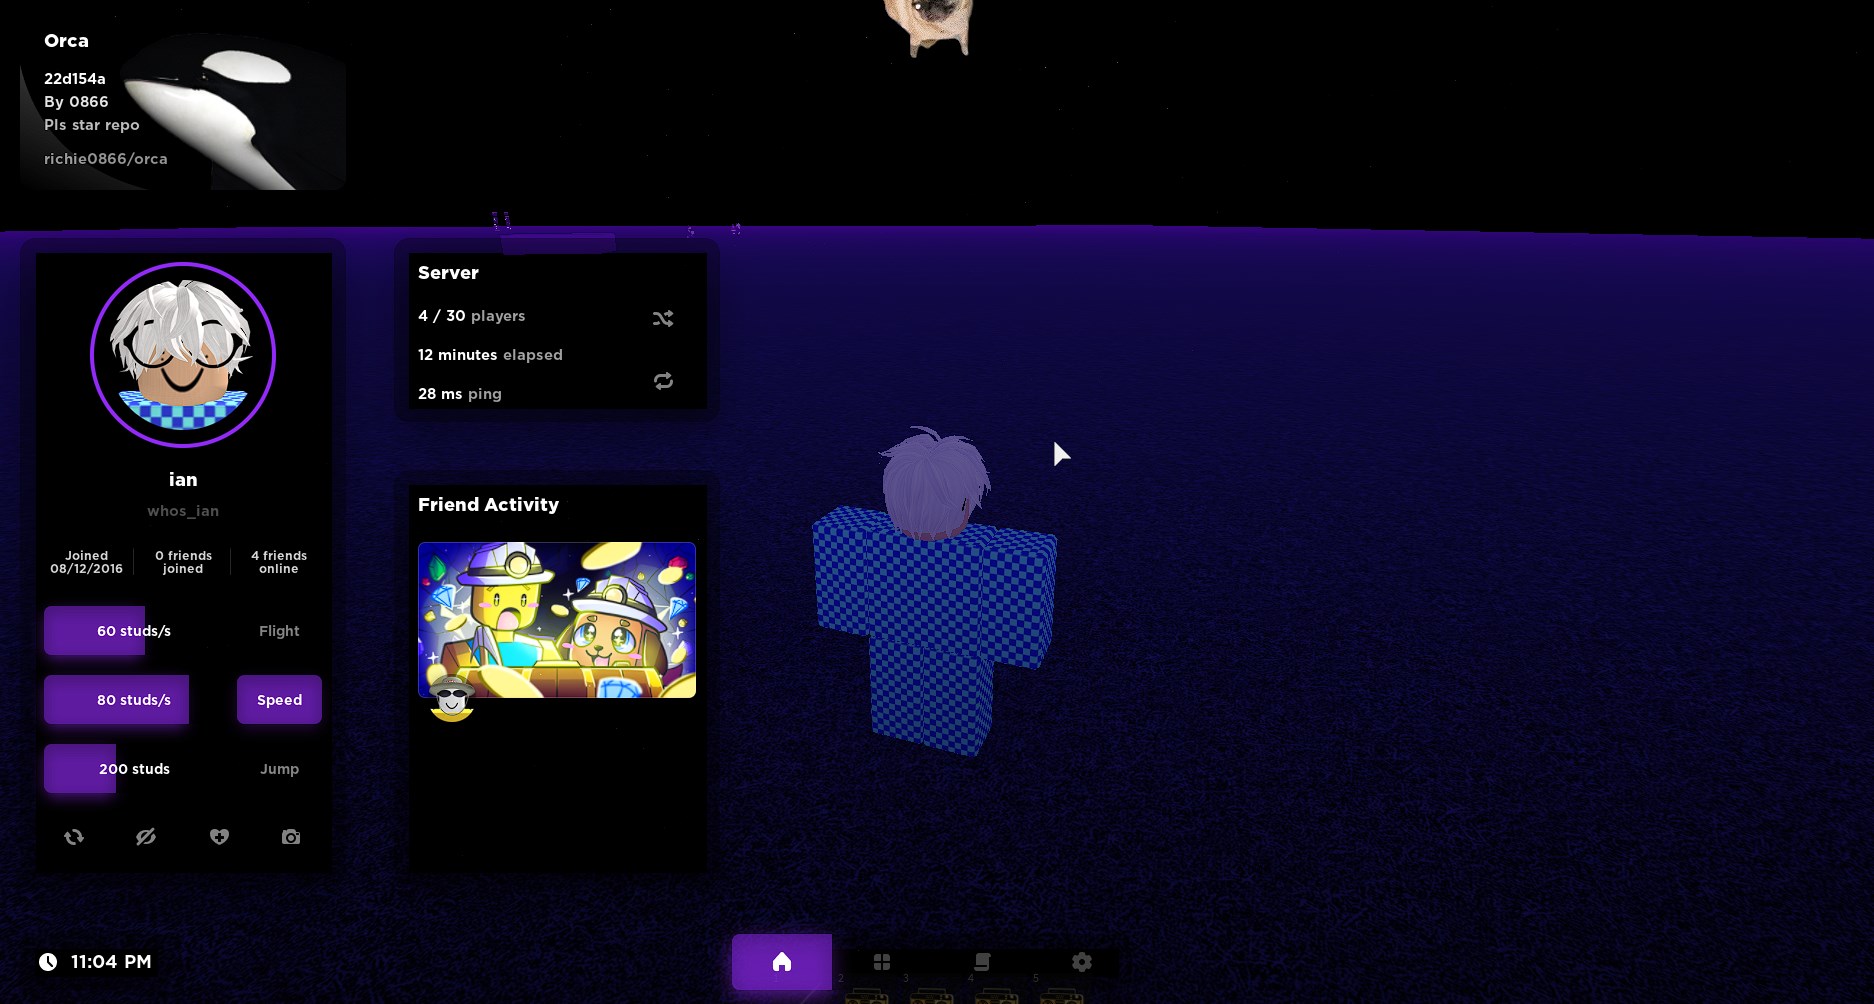 Orca
22d154a
By 0866
Pls star repo
richie0866/orca
ian
whos_ian
Joined
08/12/2016
0 friends
joined
4 friends
online
60 studs/s
Flight
80 studs/s
Speed
200 studs
Jump
Server
4 / 30 players
12 minutes elapsed
28 ms ping
Friend Activity
11:04 PM
2
3
4
5